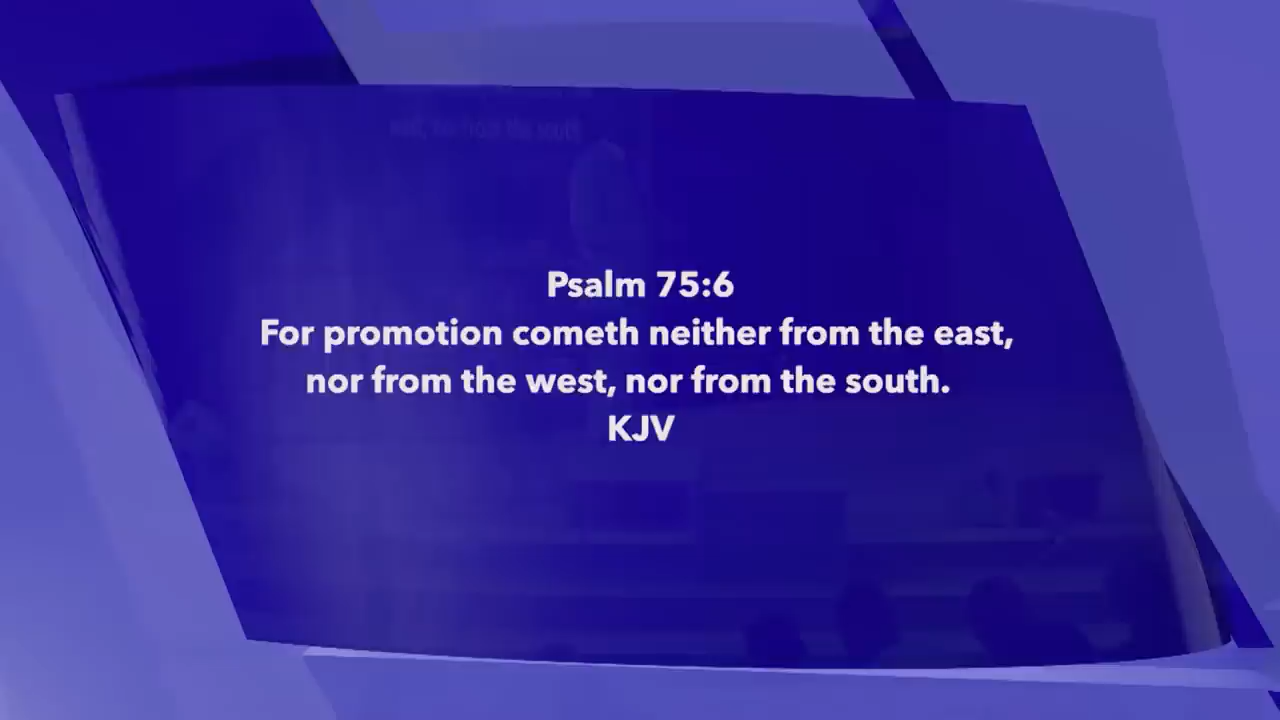 Psalm 75:6
For promotion cometh neither from the east,
nor from the west, nor from the south.
KJV